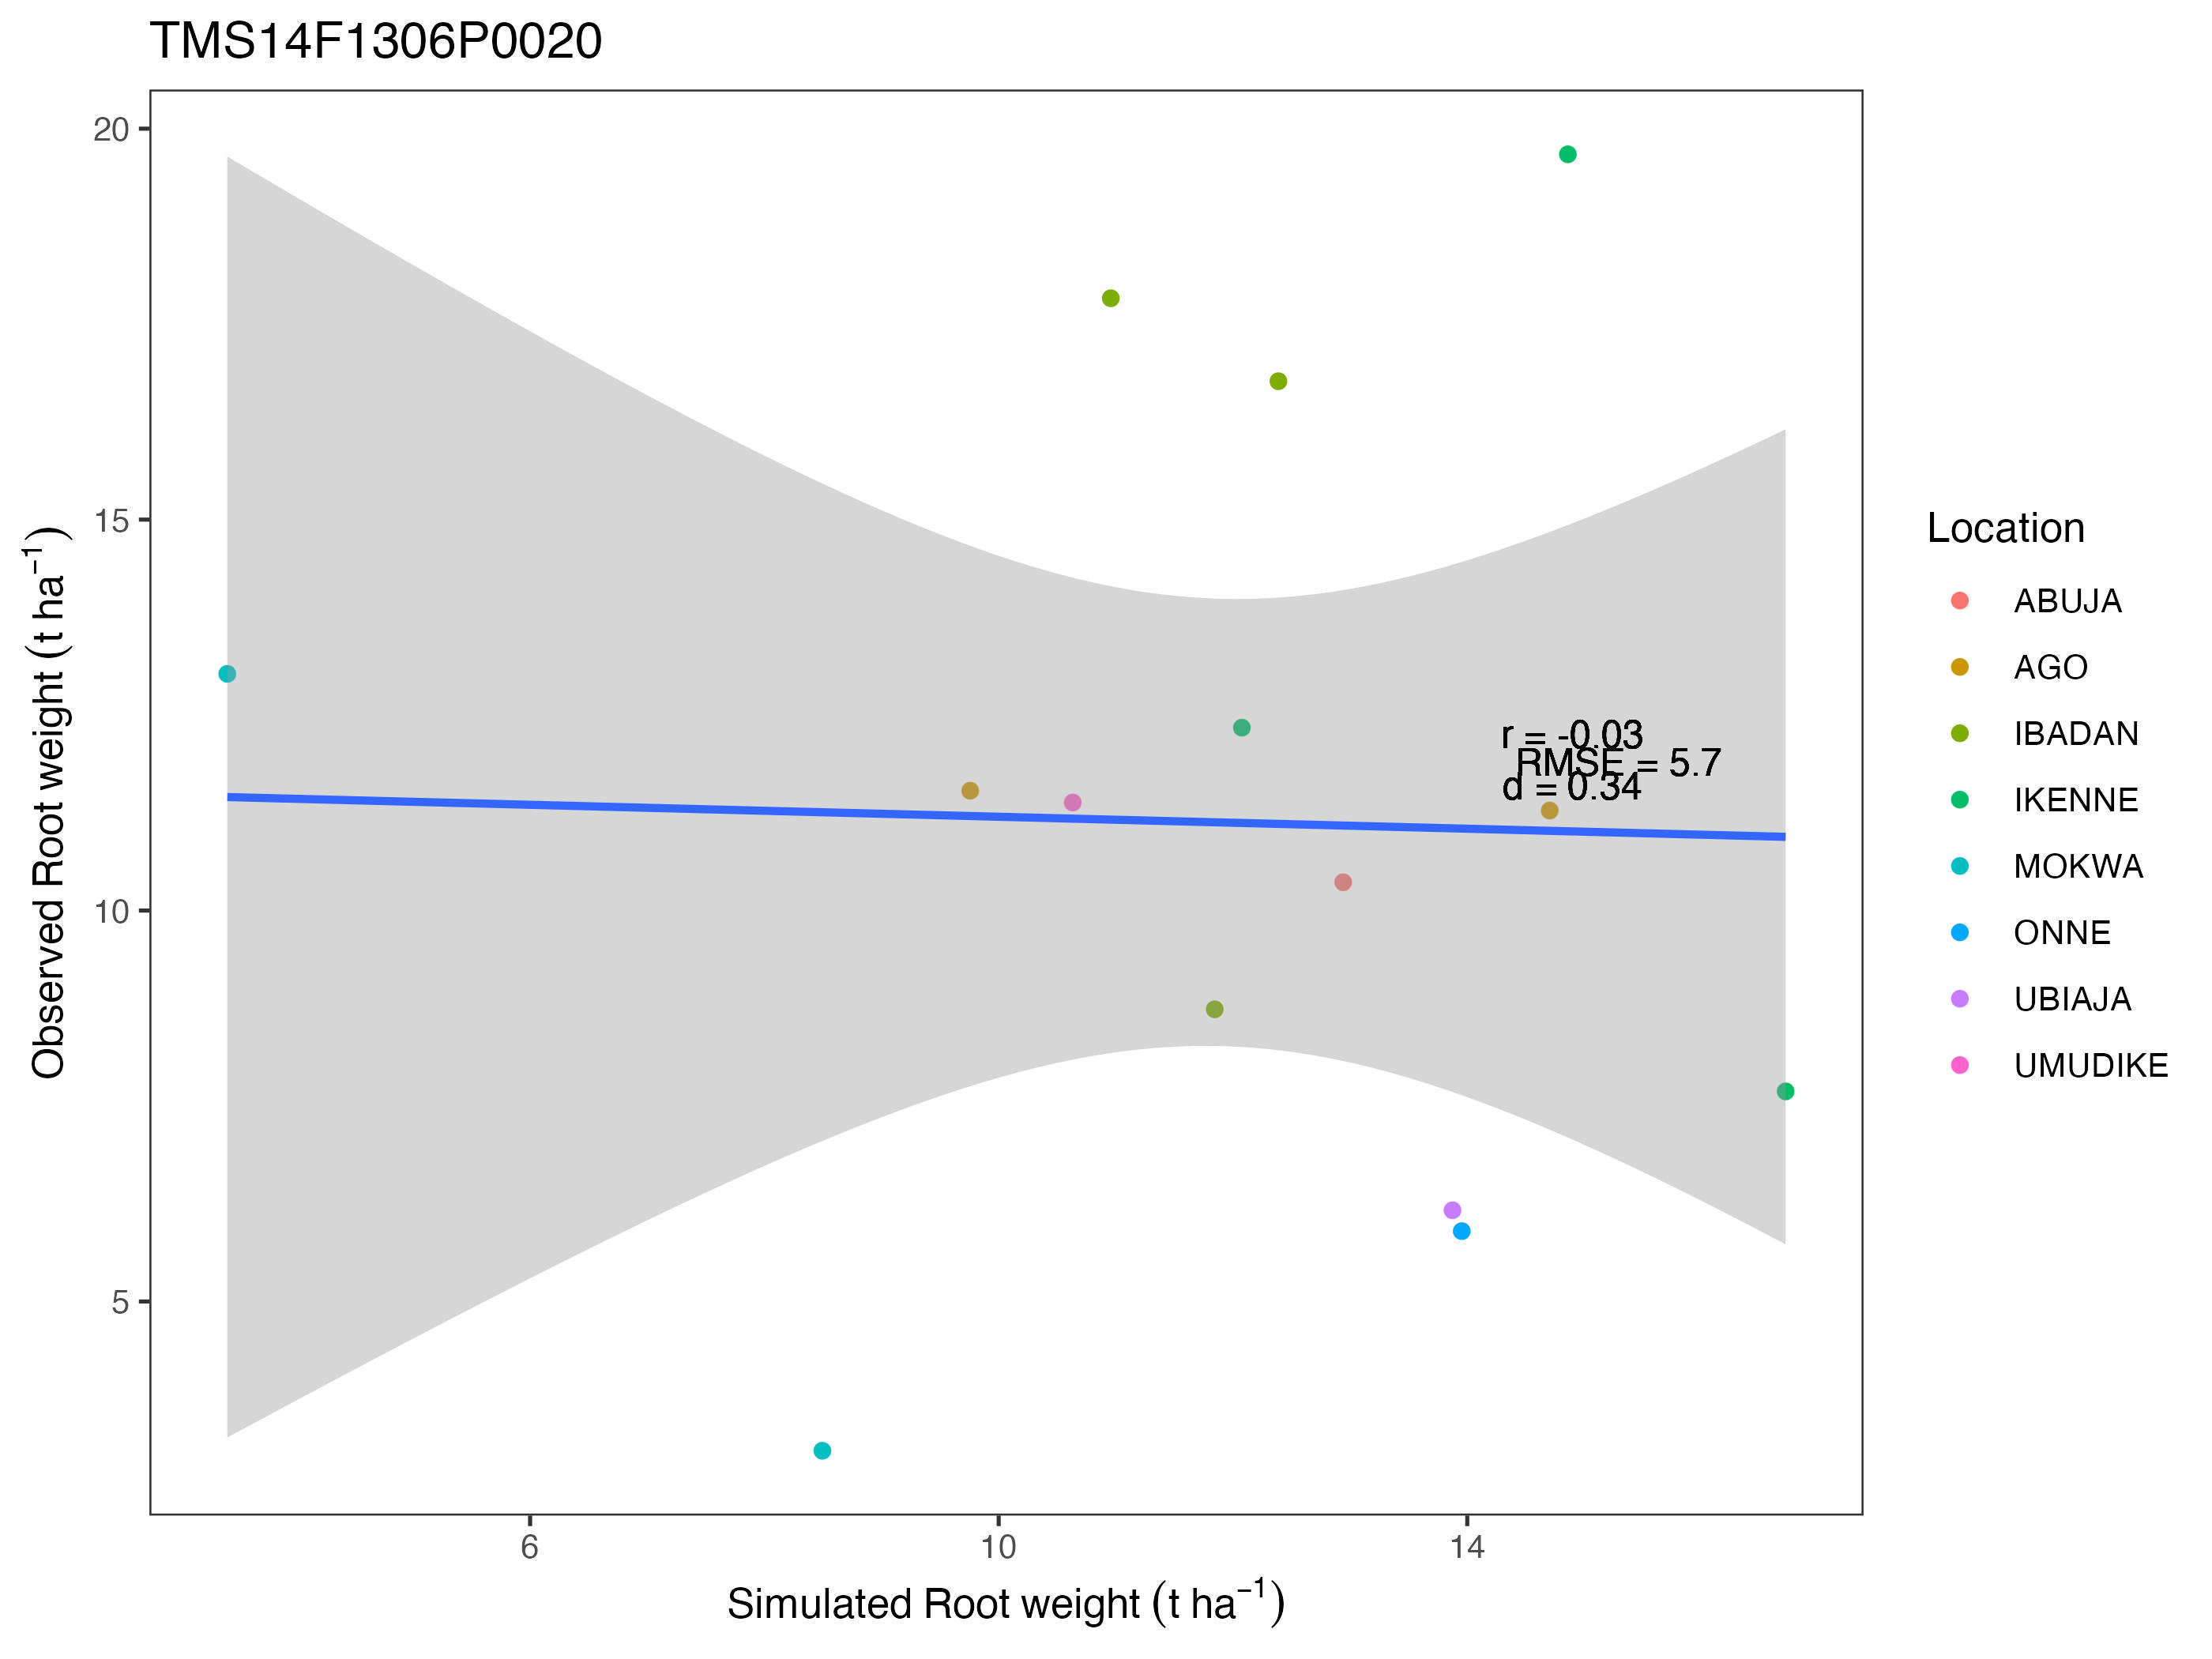 TMS14F1306P0020
Observed Root weight (t ha⁻¹)
20
15
10
5
r = -0.03
RMSE = 5.7
d = 0.34
6 10 14
Simulated Root weight (t ha⁻¹)
Location
ABUJA
AGO
IBADAN
IKENNE
MOKWA
ONNE
UBIAJA
UMUDIKE